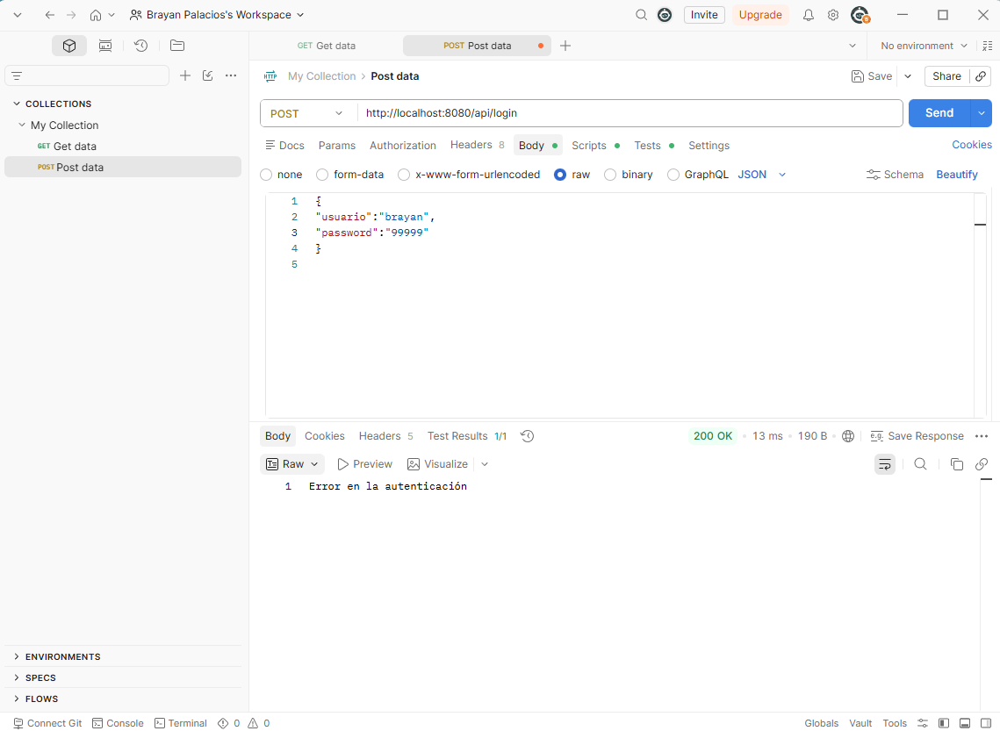 Brayan Palacios's Workspace Invite Upgrade 8
GET Get data POST Post data No environment
HTTP My Collection > Post data Save Share
COLLECTIONS
My Collection
GET Get data
POST Post data
POST http://localhost:8080/api/login Send
Docs Params Authorization Headers 8 Body Scripts Tests Settings Cookies
none form-data x-www-form-urlencoded raw binary GraphQL JSON Schema Beautify
1 {
2 "usuario":"brayan",
3 "password":"99999"
4 }
5
Body Cookies Headers 5 Test Results 1/1 200 OK 13 ms 190 B e.g. Save Response
Raw Preview Visualize
1 Error en la autenticación
ENVIRONMENTS
SPECS
FLOWS
Connect Git Console Terminal 0 0 Globals Vault Tools